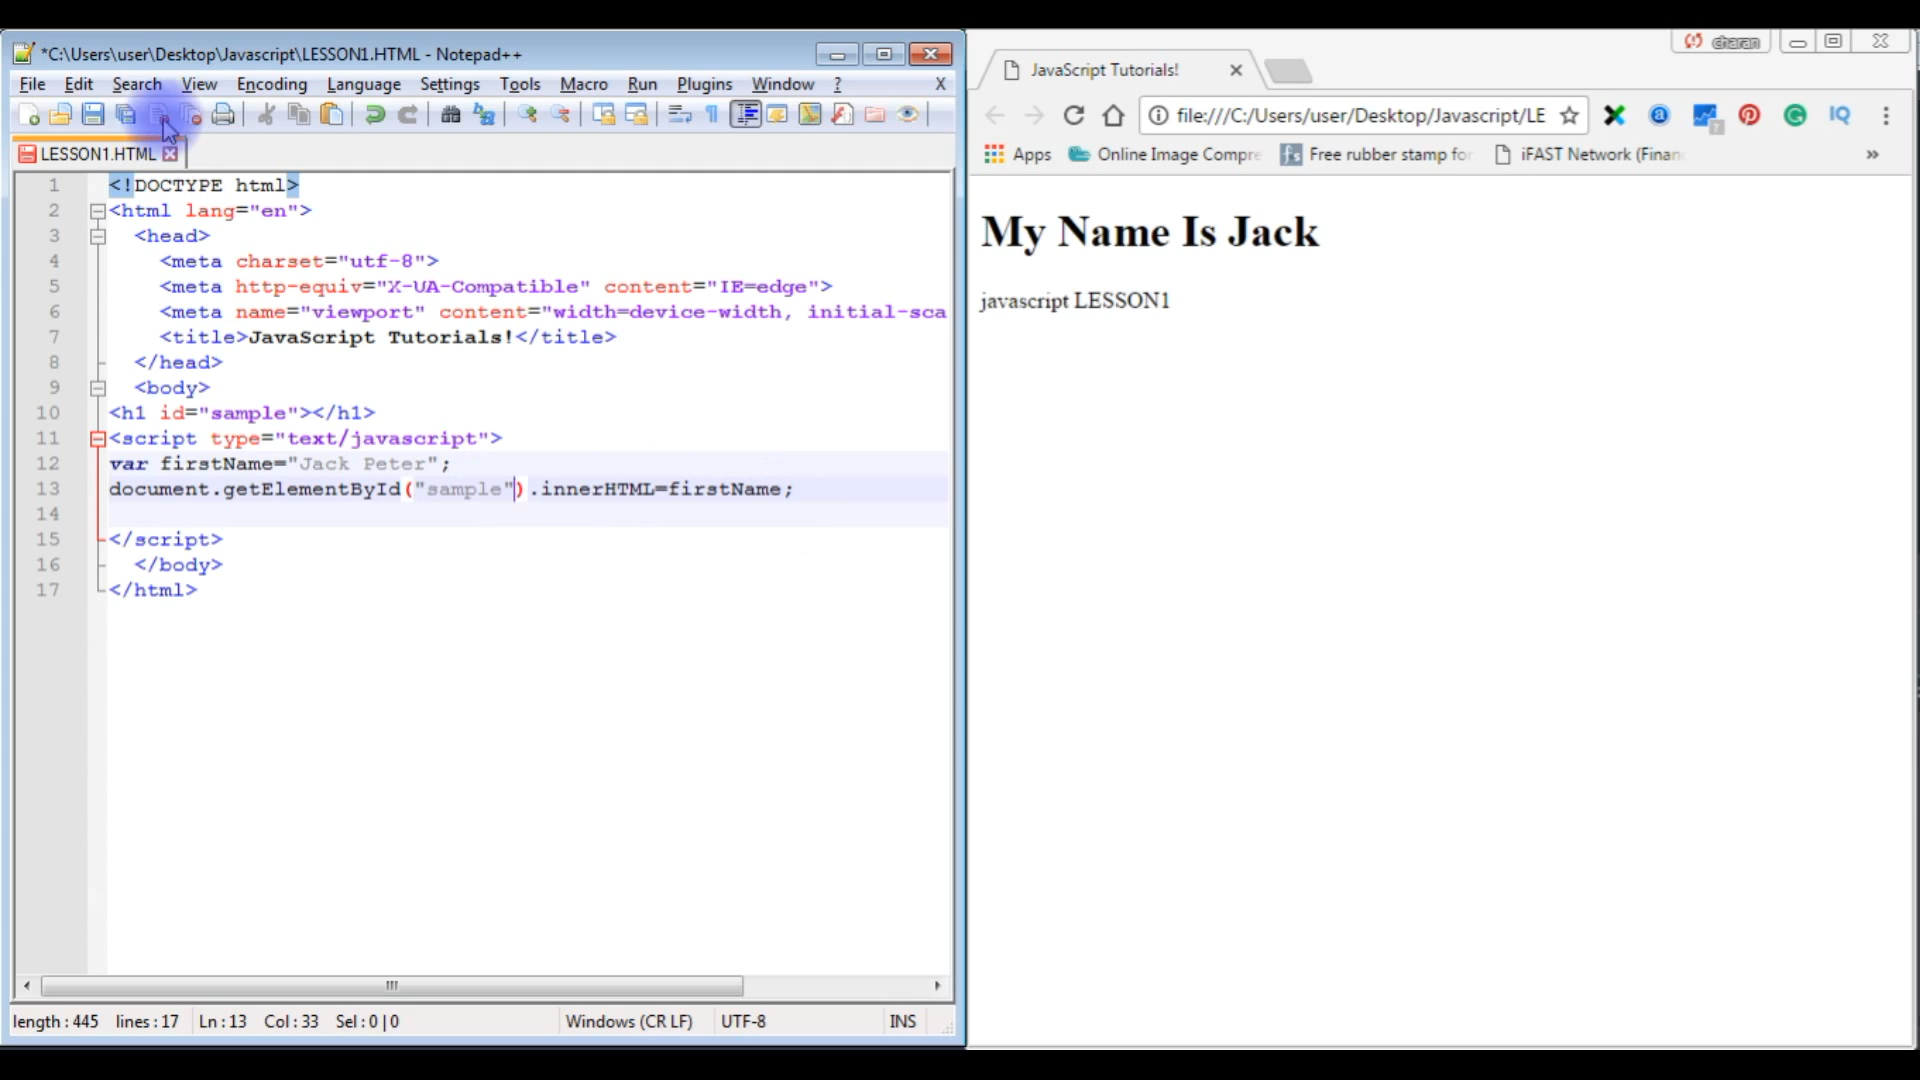 *C:\Users\user\Desktop\Javascript\LESSON1.HTML - Notepad++
File Edit Search View Encoding Language Settings Tools Macro Run Plugins Window ? X
LESSON1.HTML
1 <!DOCTYPE html>
2 <html lang="en">
3 <head>
4 <meta charset="utf-8">
5 <meta http-equiv="X-UA-Compatible" content="IE=edge">
6 <meta name="viewport" content="width=device-width, initial-sca
7 <title>JavaScript Tutorials!</title>
8 </head>
9 <body>
10 <h1 id="sample"></h1>
11 <script type="text/javascript">
12 var firstName="Jack Peter";
13 document.getElementById("sample").innerHTML=firstName;
14
15 </script>
16 </body>
17 </html>
length : 445 lines : 17 Ln : 13 Col : 33 Sel : 0 | 0 Windows (CR LF) UTF-8 INS
charan
JavaScript Tutorials!
file:///C:/Users/user/Desktop/Javascript/LE
IQ
Apps Online Image Compre Free rubber stamp for iFAST Network (Finan »
My Name Is Jack
javascript LESSON1